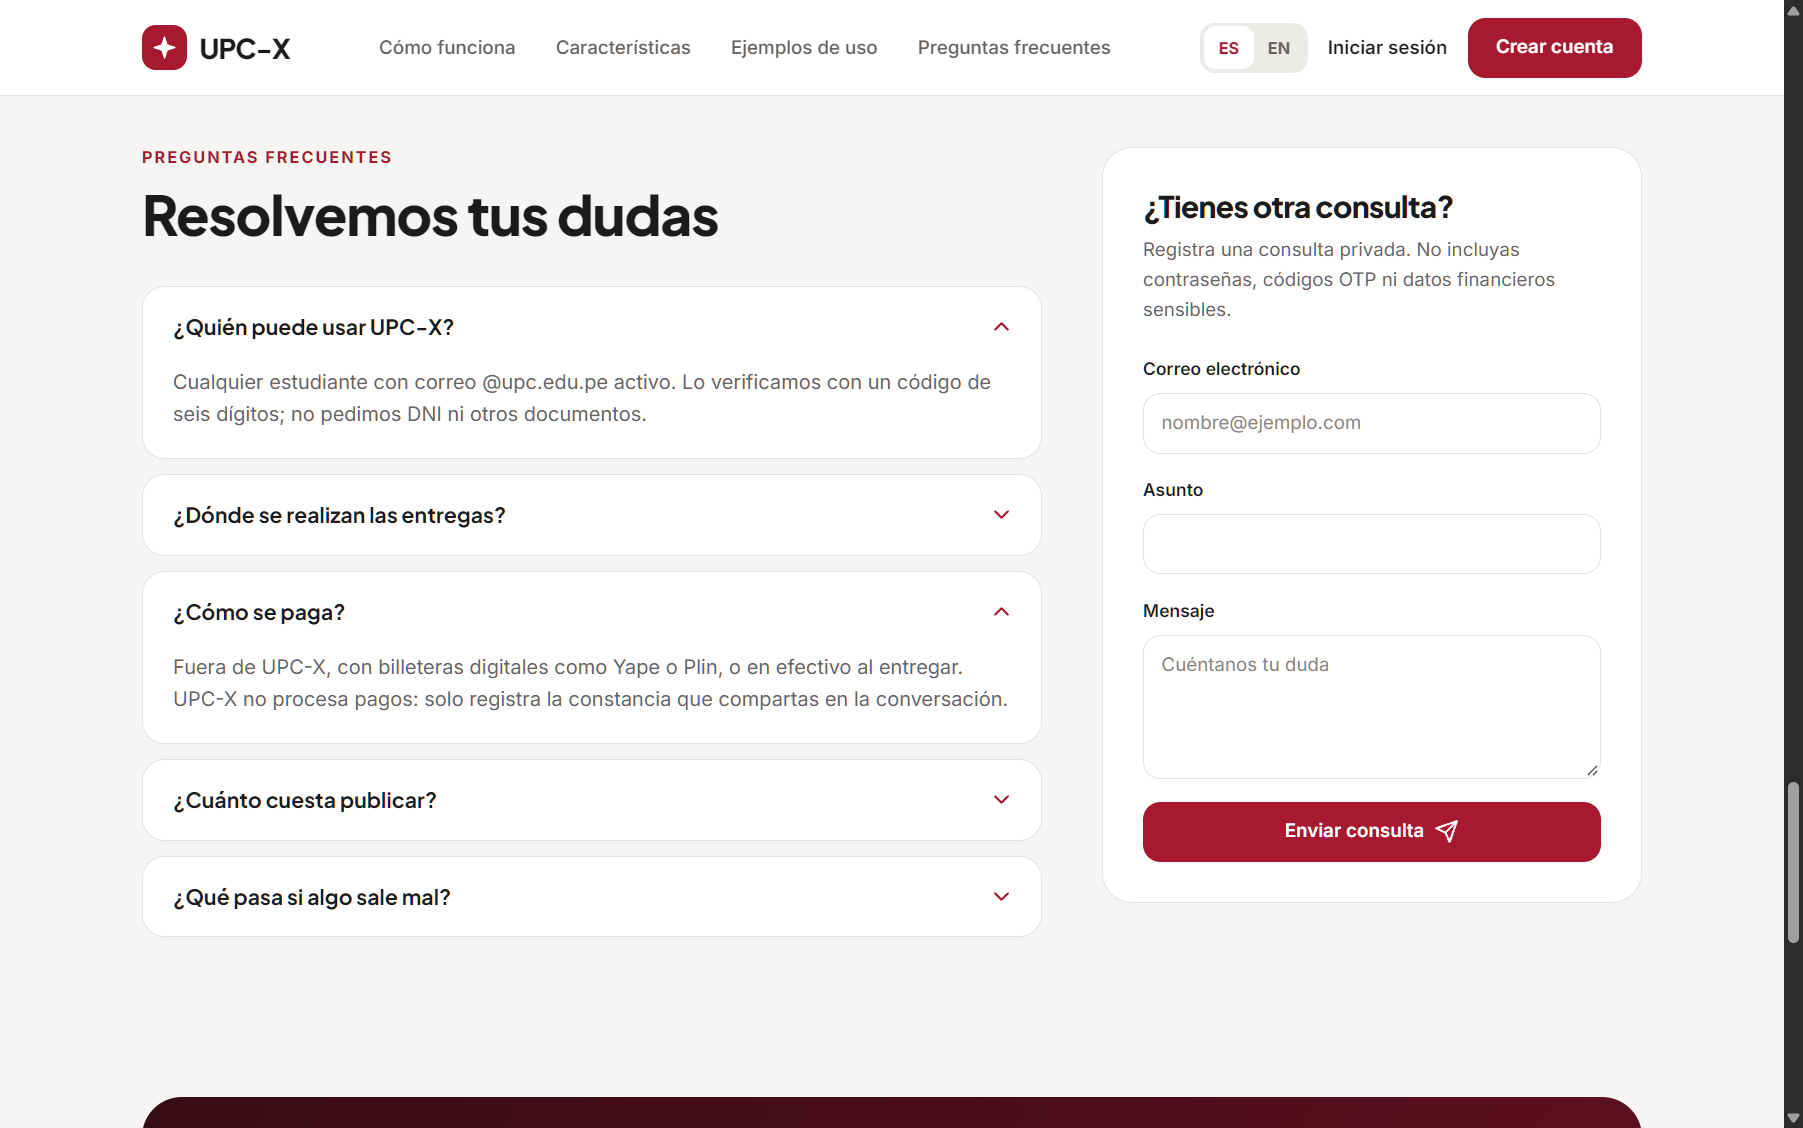 UPC-X
Cómo funciona
Características
Ejemplos de uso
Preguntas frecuentes
ES
EN
Iniciar sesión
Crear cuenta
PREGUNTAS FRECUENTES
Resolvemos tus dudas
¿Quién puede usar UPC-X?
Cualquier estudiante con correo @upc.edu.pe activo. Lo verificamos con un código de
seis dígitos; no pedimos DNI ni otros documentos.
¿Dónde se realizan las entregas?
¿Cómo se paga?
Fuera de UPC-X, con billeteras digitales como Yape o Plin, o en efectivo al entregar.
UPC-X no procesa pagos: solo registra la constancia que compartas en la conversación.
¿Cuánto cuesta publicar?
¿Qué pasa si algo sale mal?
¿Tienes otra consulta?
Registra una consulta privada. No incluyas
contraseñas, códigos OTP ni datos financieros
sensibles.
Correo electrónico
nombre@ejemplo.com
Asunto
Mensaje
Cuéntanos tu duda
Enviar consulta